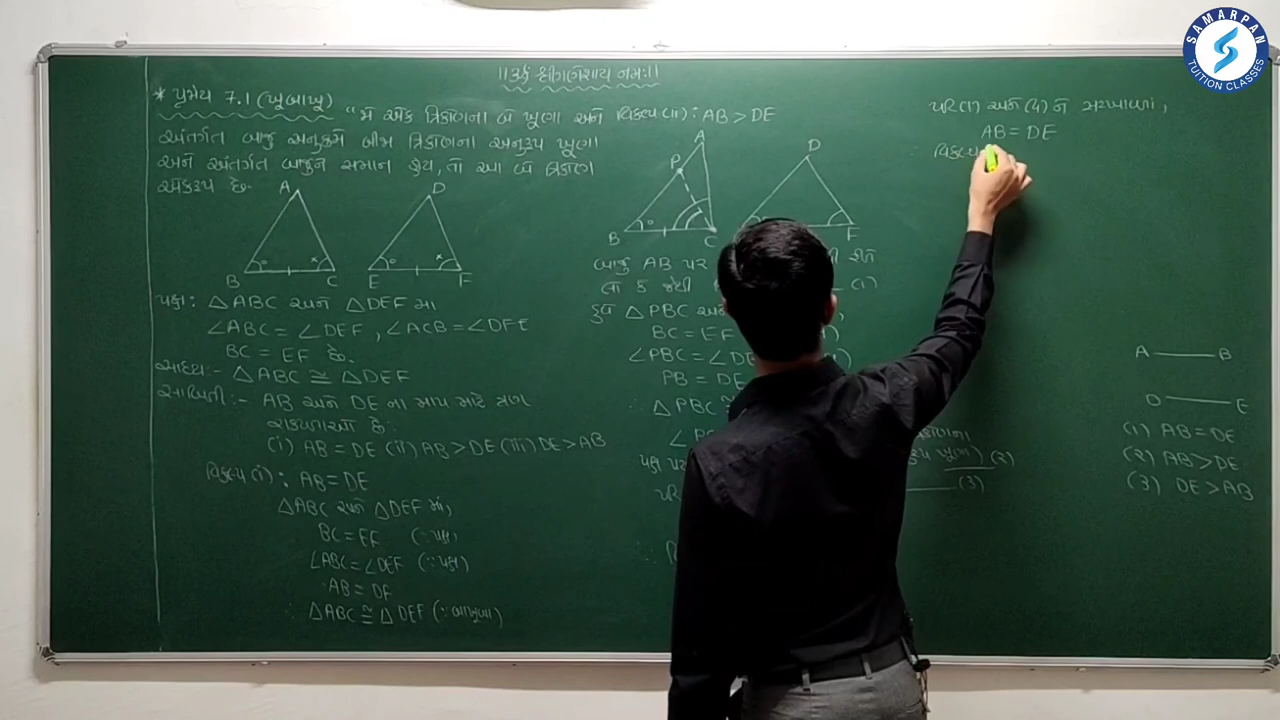 ॥ૐ શ્રી ગણેશાય નમઃ॥
* પ્રમેય 7.1 (ખૂબાખૂ)
"જો એક ત્રિકોણના બે ખૂણા અને
અંતર્ગત બાજુ અનુક્રમે બીજા ત્રિકોણના અનુરૂપ ખૂણા
અને અંતર્ગત બાજુને સમાન હોય, તો આ બે ત્રિકોણો
એકરૂપ છે.
A
B
C
D
E
F
પક્ષ: △ABC અને △DEF માં
∠ABC = ∠DEF , ∠ACB = ∠DFE
BC = EF છે.
સાધ્ય:- △ABC ≅ △DEF
સાબિતી :- AB અને DE ના માપ માટે ત્રણ
શક્યતાઓ છે:
(i) AB = DE (ii) AB > DE (iii) DE > AB
વિકલ્પ (i) : AB = DE
△ABC અને △DEF માં,
BC = EF (∵ પક્ષ)
∠ABC = ∠DEF (∵ પક્ષ)
AB = DE
∴ △ABC ≅ △DEF (∵ બાખૂબા)
વિકલ્પ (ii) : AB > DE
A
P
B
C
D
F
બાજુ AB પર
રીતે
લો કે જેથી
(1)
હવે △PBC અને
BC = EF
∠PBC = ∠DE
PB = DE
∴ △PBC ≅
ખૂણા) (2)
(3)
પરિ (1) અને (4) ને સરખાવતાં,
AB = DE
∴ વિકલ્પ
A B
D E
(1) AB = DE
(2) AB > DE
(3) DE > AB
SAMARPAN
TUITION CLASSES